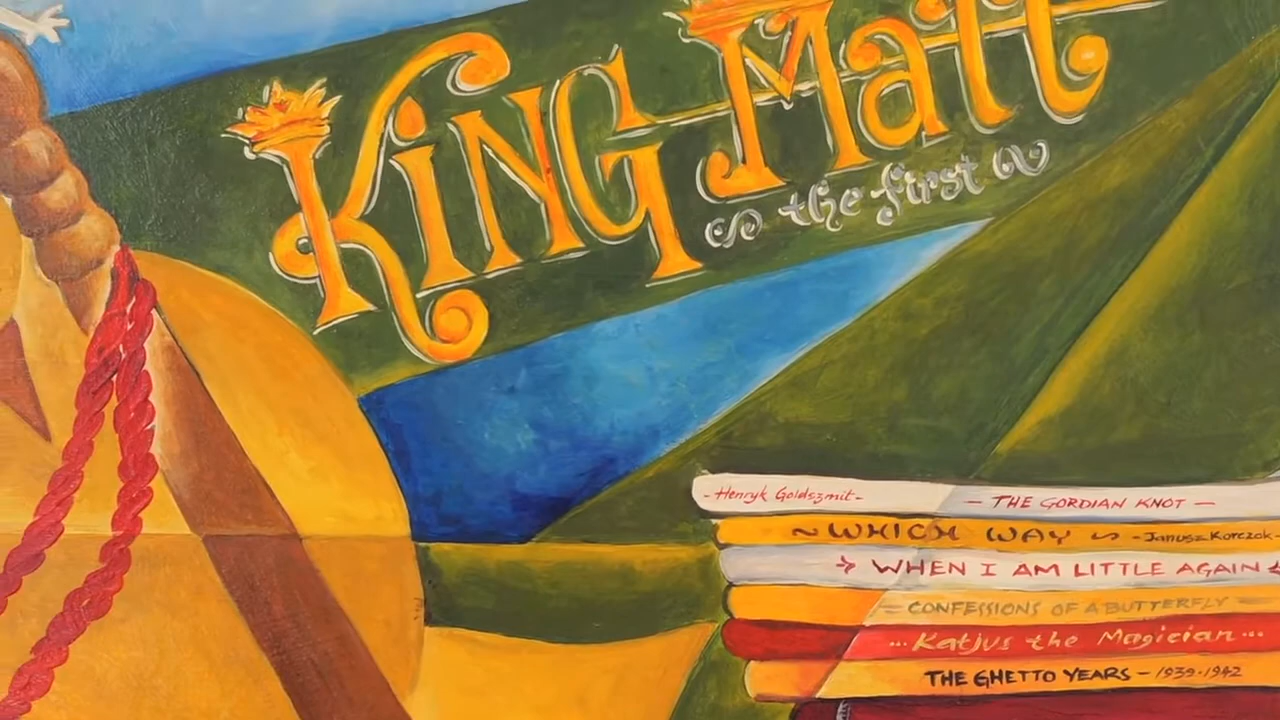 King Matt
the first
- Henryk Goldszmit - - THE GORDIAN KNOT -
~ WHICH WAY ~ - Janusz Korczok -
WHEN I AM LITTLE AGAIN
- CONFESSIONS OF A BUTTERFLY -
... Katjus the Magician ...
THE GHETTO YEARS - 1939-1942